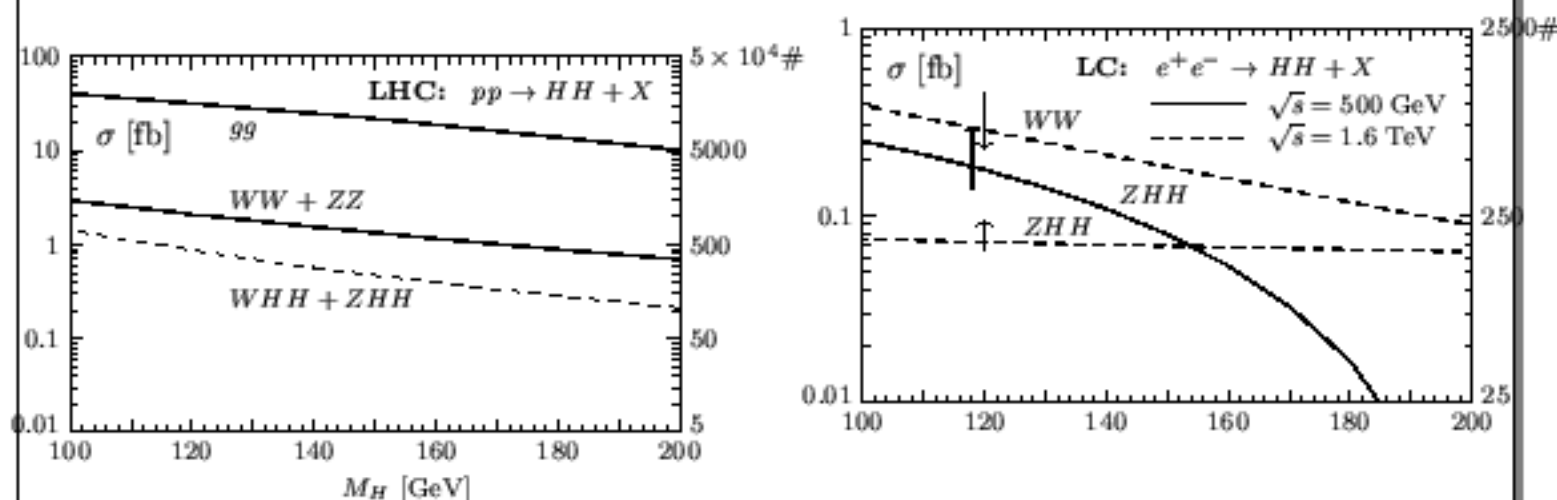 100
10
1
0.1
0.01
σ [fb]
LHC: pp → HH + X
gg
WW + ZZ
WHH + ZHH
5 × 10⁴#
5000
500
50
5
100 120 140 160 180 200
M_H [GeV]
1
0.1
0.01
σ [fb]
LC: e⁺e⁻ → HH + X
√s = 500 GeV
√s = 1.6 TeV
WW
ZHH
ZHH
2500#
250
25
100 120 140 160 180 200